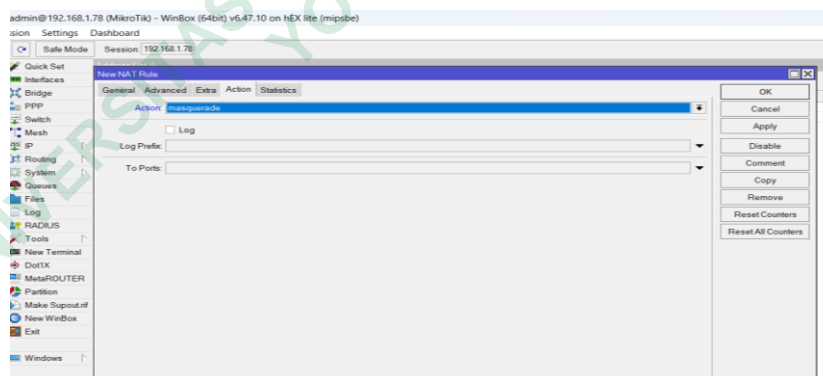 admin@192.168.1.78 (MikroTik) - WinBox (64bit) v6.47.10 on hEX lite (mipsbe)
Settings Dashboard
Safe Mode Session: 192.168.1.78
Quick Set
New NAT Rule
Interfaces
General Advanced Extra Action Statistics
OK
Bridge
PPP
Action: masquerade
Cancel
Switch
Mesh
Log
Apply
IP
Log Prefix:
Disable
Routing
System
To Ports:
Comment
Queues
Copy
Files
Remove
Log
Reset Counters
RADIUS
Reset All Counters
Tools
New Terminal
Dot1X
MetaROUTER
Partition
Make Supout.rif
New WinBox
Exit
Windows